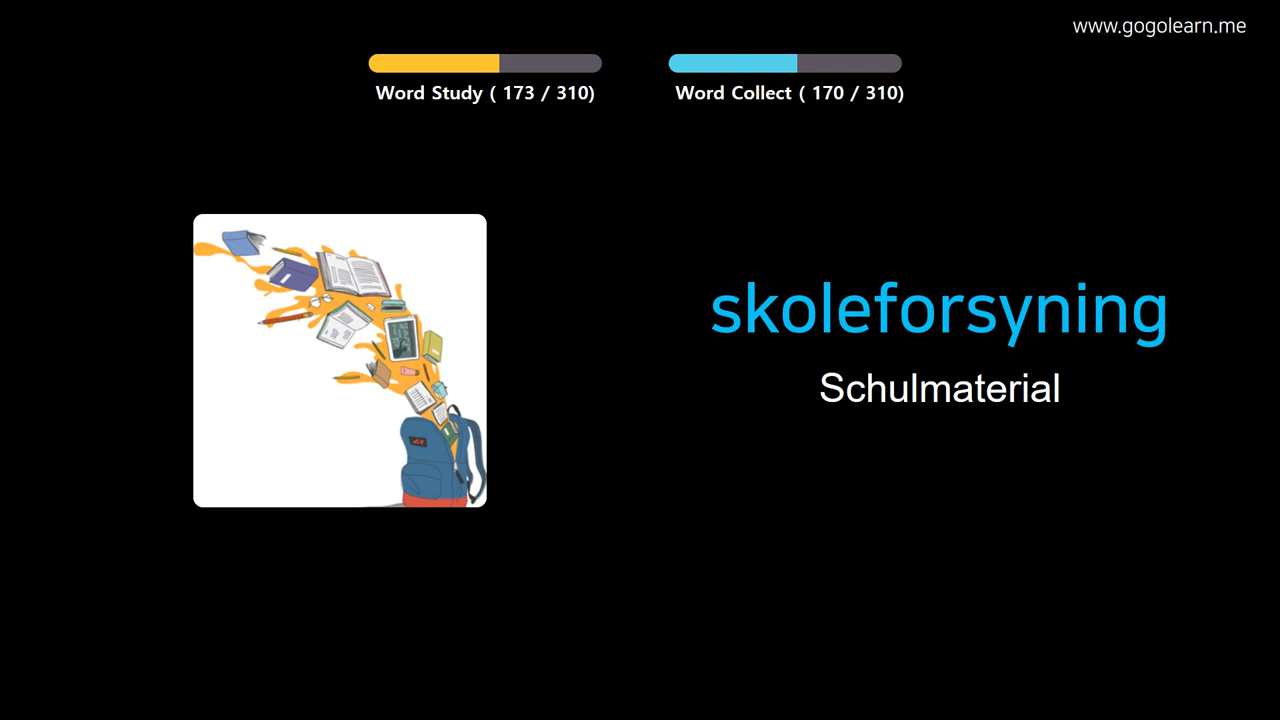 www.gogolearn.me
Word Study ( 173 / 310)
Word Collect ( 170 / 310)
skoleforsyning
Schulmaterial